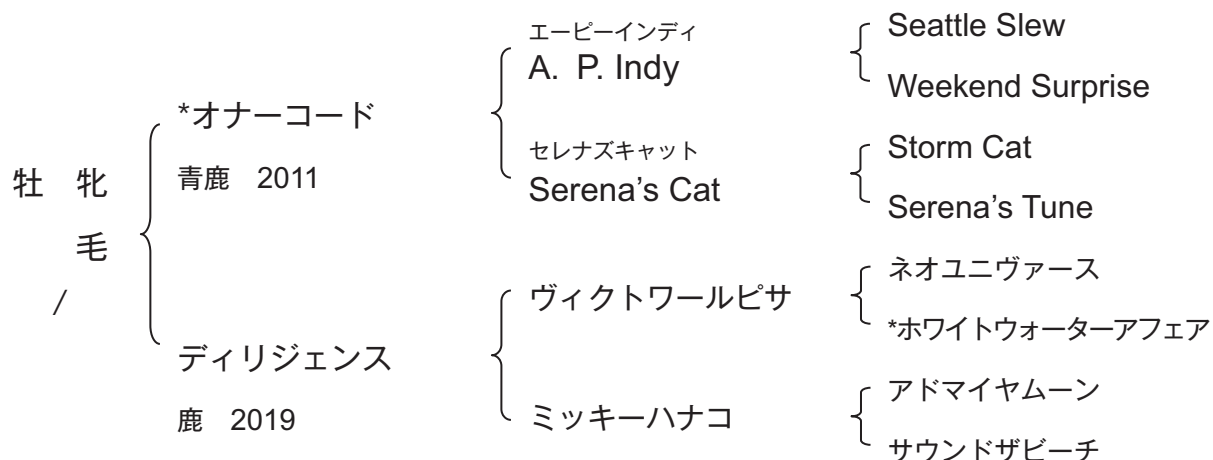 牡 牝
毛
/
*オナーコード
青鹿 2011
ディリジェンス
鹿 2019
エーピーインディ
A. P. Indy
セレナズキャット
Serena’s Cat
ヴィクトワールピサ
ミッキーハナコ
Seattle Slew
Weekend Surprise
Storm Cat
Serena’s Tune
ネオユニヴァース
*ホワイトウォーターアフェア
アドマイヤムーン
サウンドザビーチ